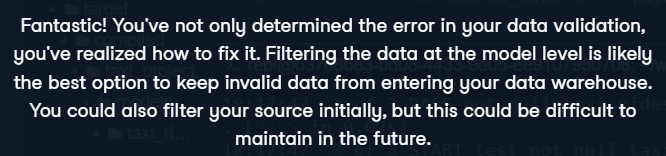 Fantastic! You've not only determined the error in your data validation,
you've realized how to fix it. Filtering the data at the model level is likely
the best option to keep invalid data from entering your data warehouse.
You could also filter your source initially, but this could be difficult to
maintain in the future.